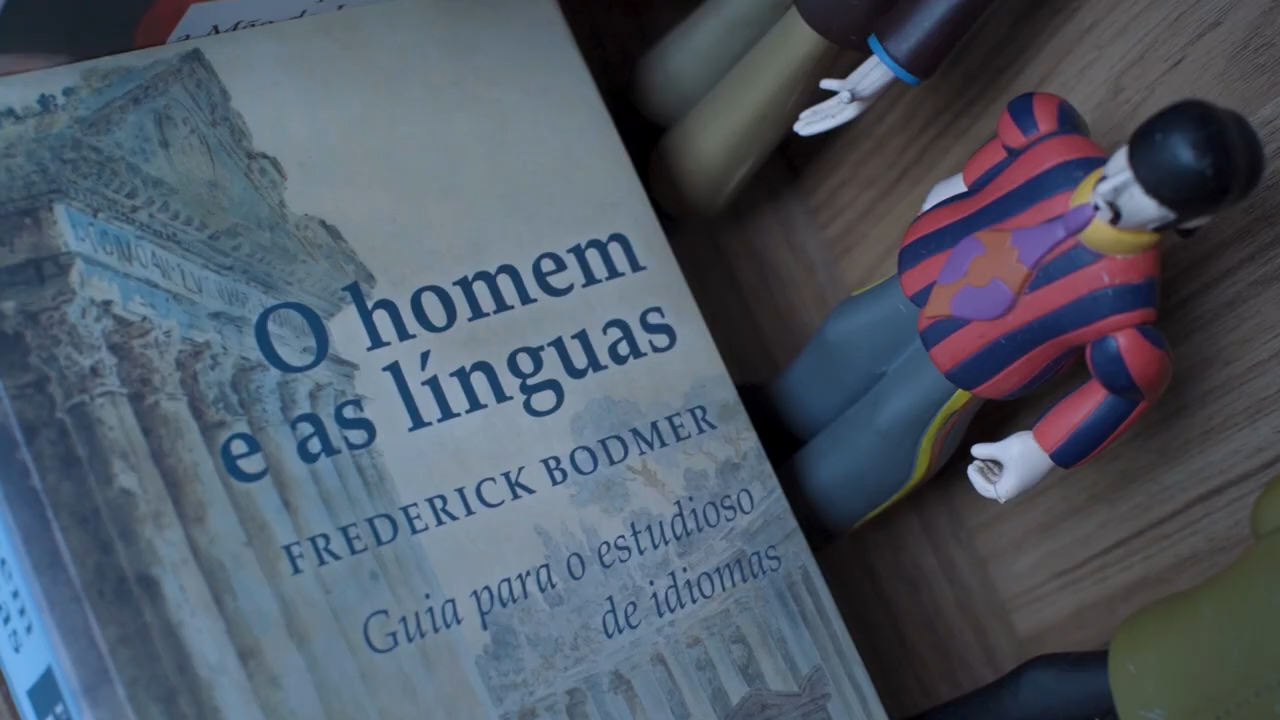 O homem
e as línguas
FREDERICK BODMER
Guia para o estudioso
de idiomas